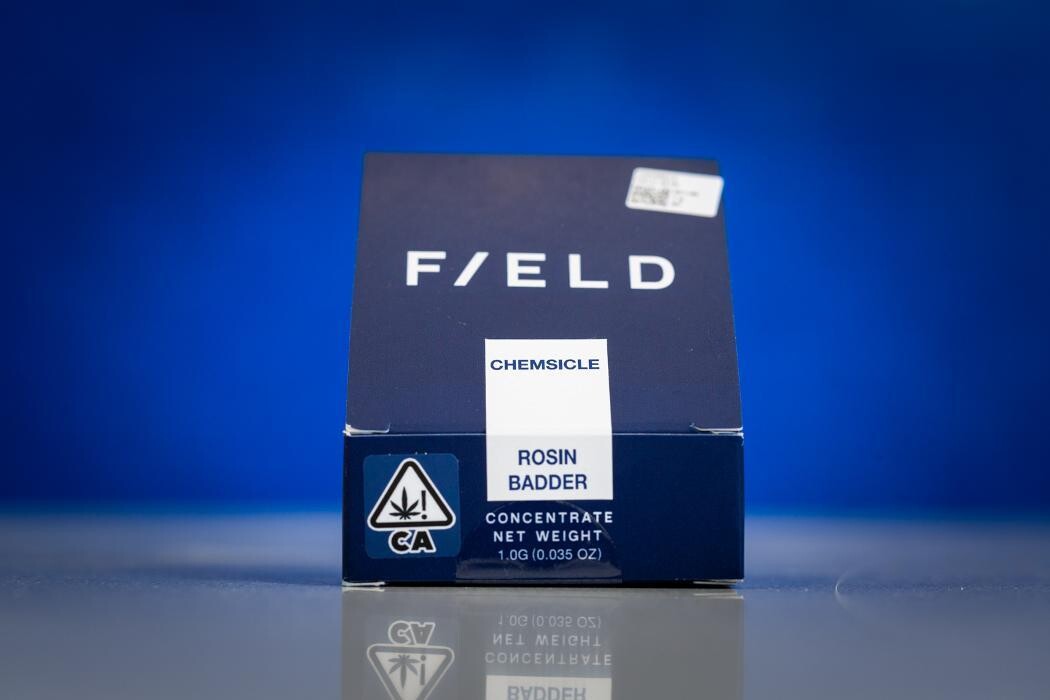 F/ELD
CHEMSICLE
ROSIN
BADDER
CONCENTRATE
NET WEIGHT
1.0G (0.035 OZ)
!
CA